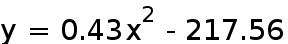 y = 0.43x² - 217.56